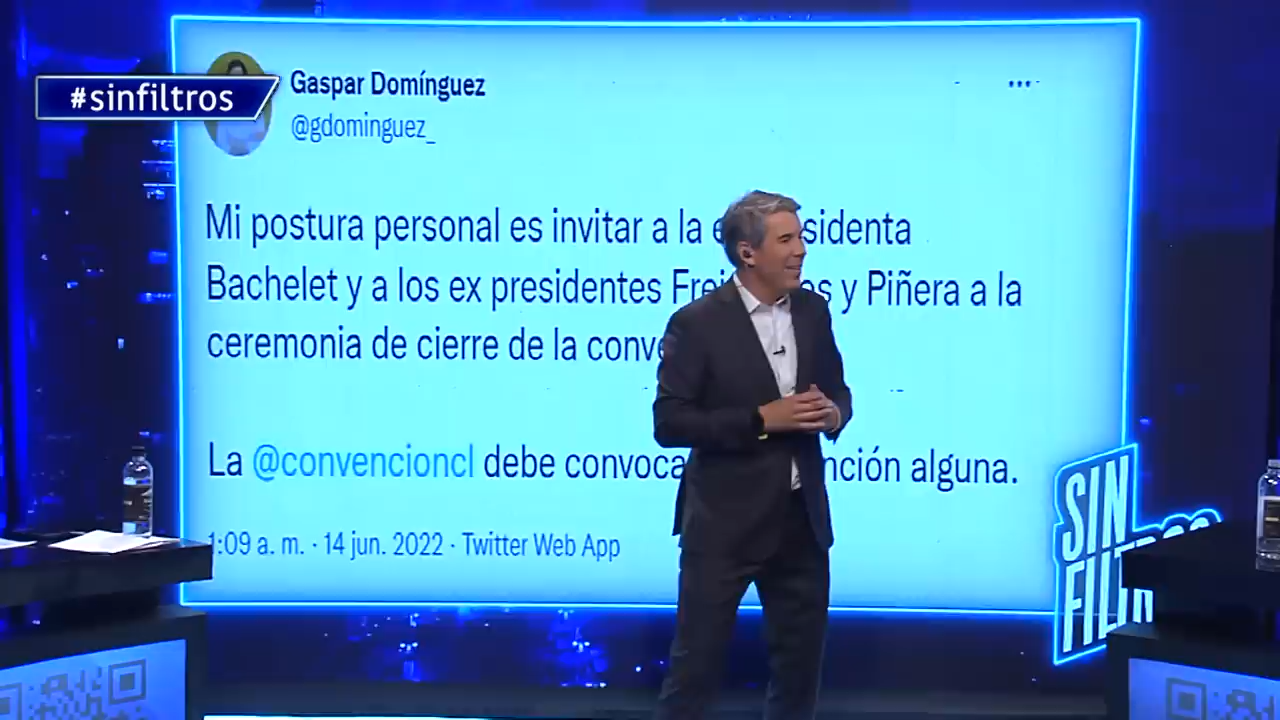 #sinfiltros
Gaspar Domínguez
@gdominguez_
Mi postura personal es invitar a la
Bachelet y a los ex presidentes y Piñera a la
ceremonia de cierre de la
La @convencioncl debe alguna.
1:09 a. m. · 14 jun. 2022 · Twitter Web App
SIN